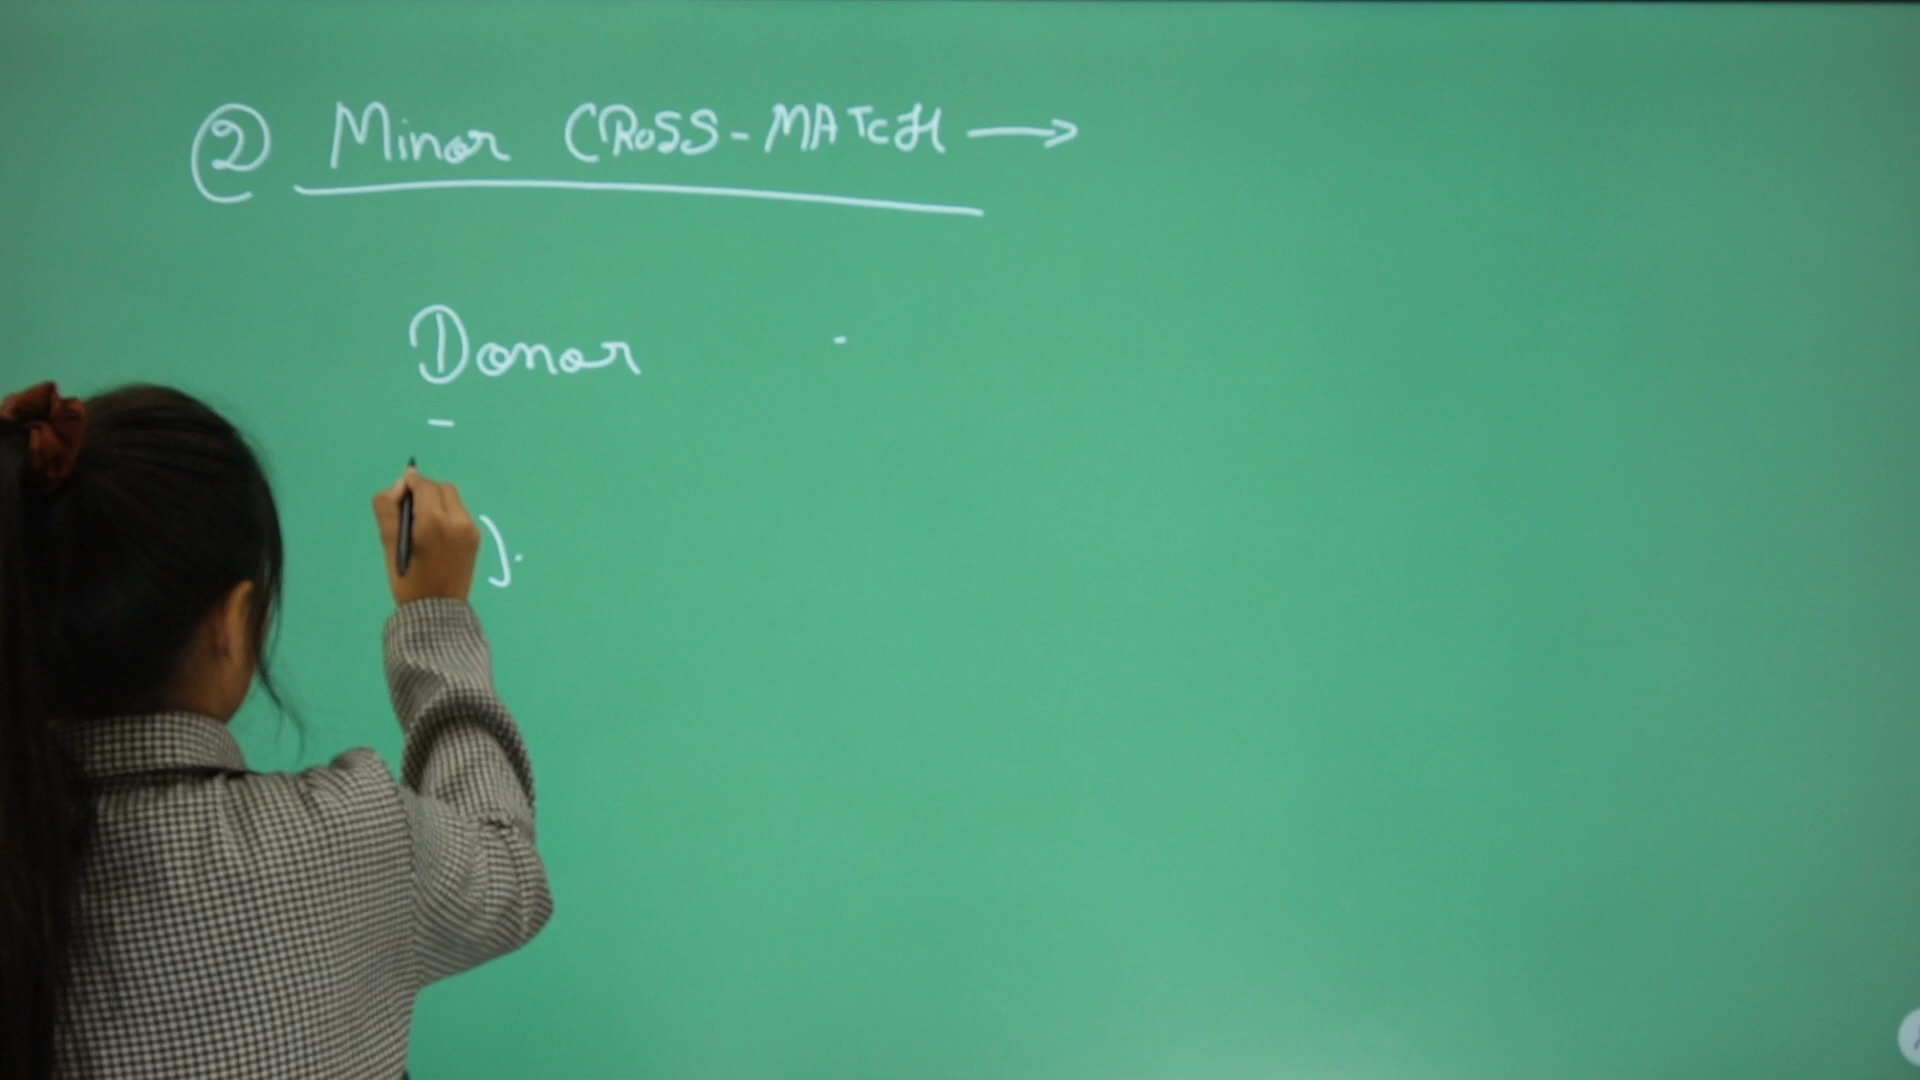 ② Minor CROSS-MATCH →
Donor